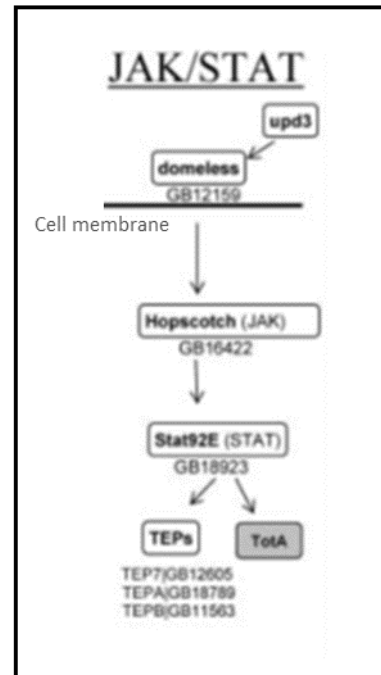 JAK/STAT
upd3
domeless
GB12159
Cell membrane
Hopscotch (JAK)
GB16422
Stat92E (STAT)
GB18923
TEPs
TotA
TEP7|GB12605
TEPA|GB18789
TEPB|GB11563